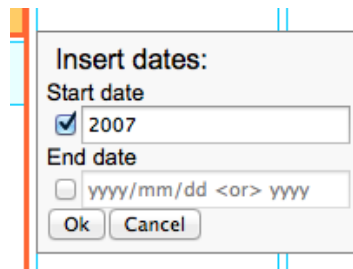 Insert dates:
Start date
2007
End date
yyyy/mm/dd <or> yyyy
Ok Cancel